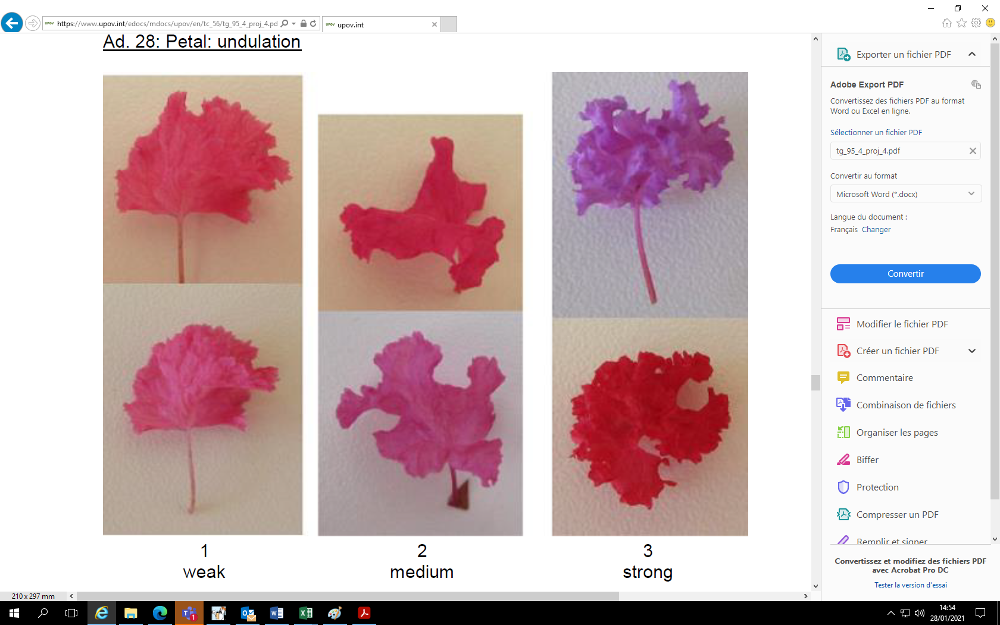 https://www.upov.int/edocs/mdocs/upov/en/tc_56/tg_95_4_proj_4.pd
upov.int
Ad. 28: Petal: undulation
1
weak
2
medium
3
strong
210 x 297 mm
Exporter un fichier PDF
Adobe Export PDF
Convertissez des fichiers PDF au format
Word ou Excel en ligne.
Sélectionner un fichier PDF
tg_95_4_proj_4.pdf
Convertir au format
Microsoft Word (*.docx)
Langue du document :
Français Changer
Convertir
Modifier le fichier PDF
Créer un fichier PDF
Commentaire
Combinaison de fichiers
Organiser les pages
Biffer
Protection
Compresser un PDF
Remplir et signer
Convertissez et modifiez des fichiers PDF
avec Acrobat Pro DC
Tester la version d'essai
1
14:54
28/01/2021